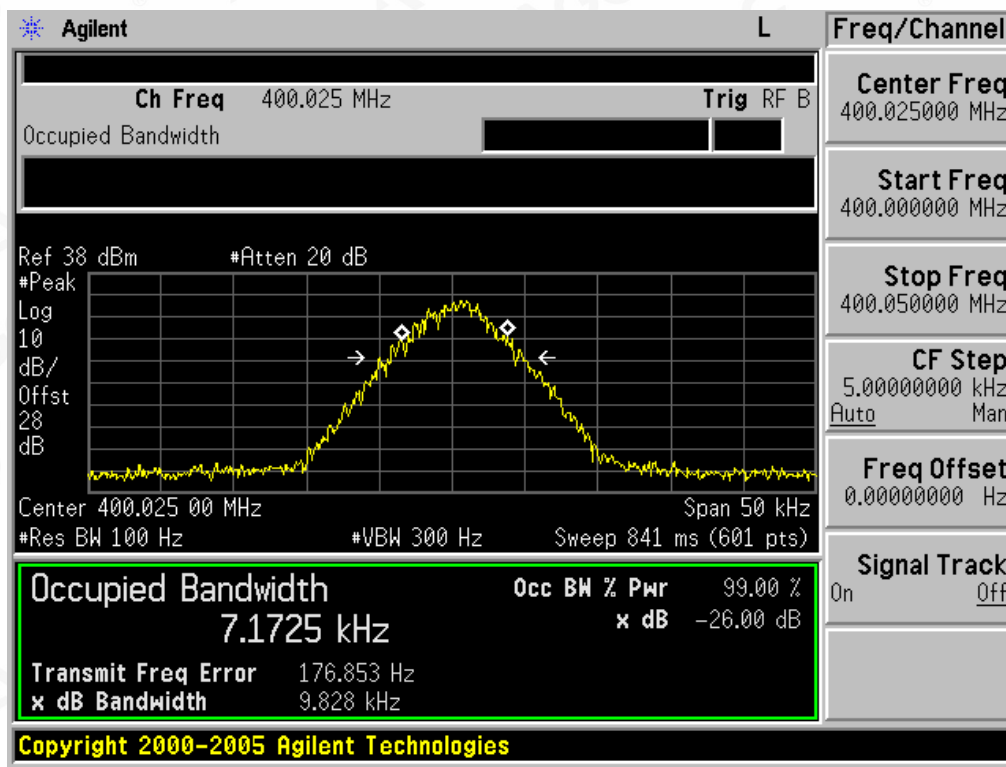 Agilent L
Ch Freq 400.025 MHz Trig RF B
Occupied Bandwidth
Ref 38 dBm #Atten 20 dB
#Peak
Log
10
dB/
Offst
28
dB
Center 400.025 00 MHz Span 50 kHz
#Res BW 100 Hz #VBW 300 Hz Sweep 841 ms (601 pts)
Occupied Bandwidth Occ BW % Pwr 99.00 %
7.1725 kHz x dB -26.00 dB
Transmit Freq Error 176.853 Hz
x dB Bandwidth 9.828 kHz
Copyright 2000-2005 Agilent Technologies
Freq/Channel
Center Freq
400.025000 MHz
Start Freq
400.000000 MHz
Stop Freq
400.050000 MHz
CF Step
5.00000000 kHz
Auto Man
Freq Offset
0.00000000 Hz
Signal Track
On Off